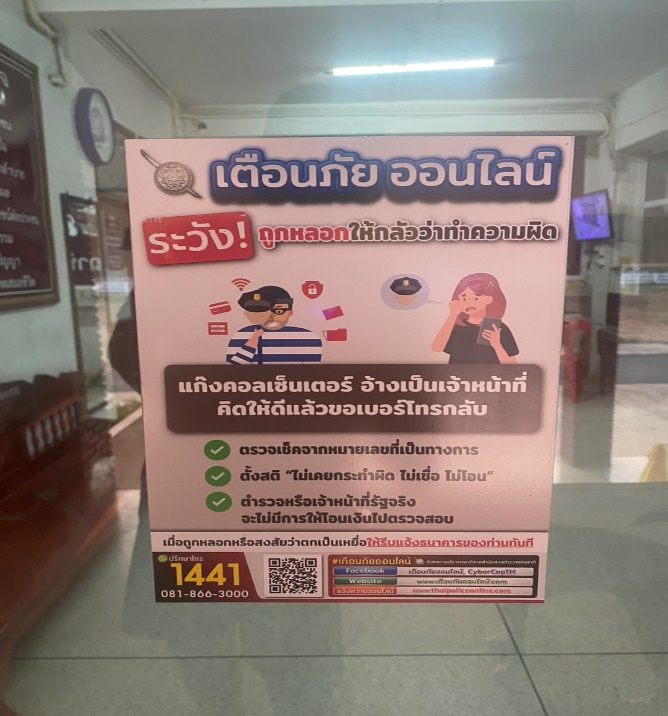 เตือนภัย ออนไลน์
ระวัง! ถูกหลอกให้กลัวว่าทำความผิด
แก๊งคอลเซ็นเตอร์ อ้างเป็นเจ้าหน้าที่
คิดให้ดีแล้วขอเบอร์โทรกลับ
ตรวจเช็คจากหมายเลขที่เป็นทางการ
ตั้งสติ “ไม่เคยกระทำผิด ไม่เชื่อ ไม่โอน”
ตำรวจหรือเจ้าหน้าที่รัฐจริง
จะไม่มีการให้โอนเงินไปตรวจสอบ
เมื่อถูกหลอกหรือสงสัยว่าตกเป็นเหยื่อให้รีบแจ้งธนาคารของท่านทันที
ปรึกษาโทร
1441
081-866-3000
#เตือนภัยออนไลน์
Facebook เตือนภัยออนไลน์, CyberCopTH
Website www.เตือนภัยออนไลน์.com
แจ้งความออนไลน์ www.thaipoliceonline.com